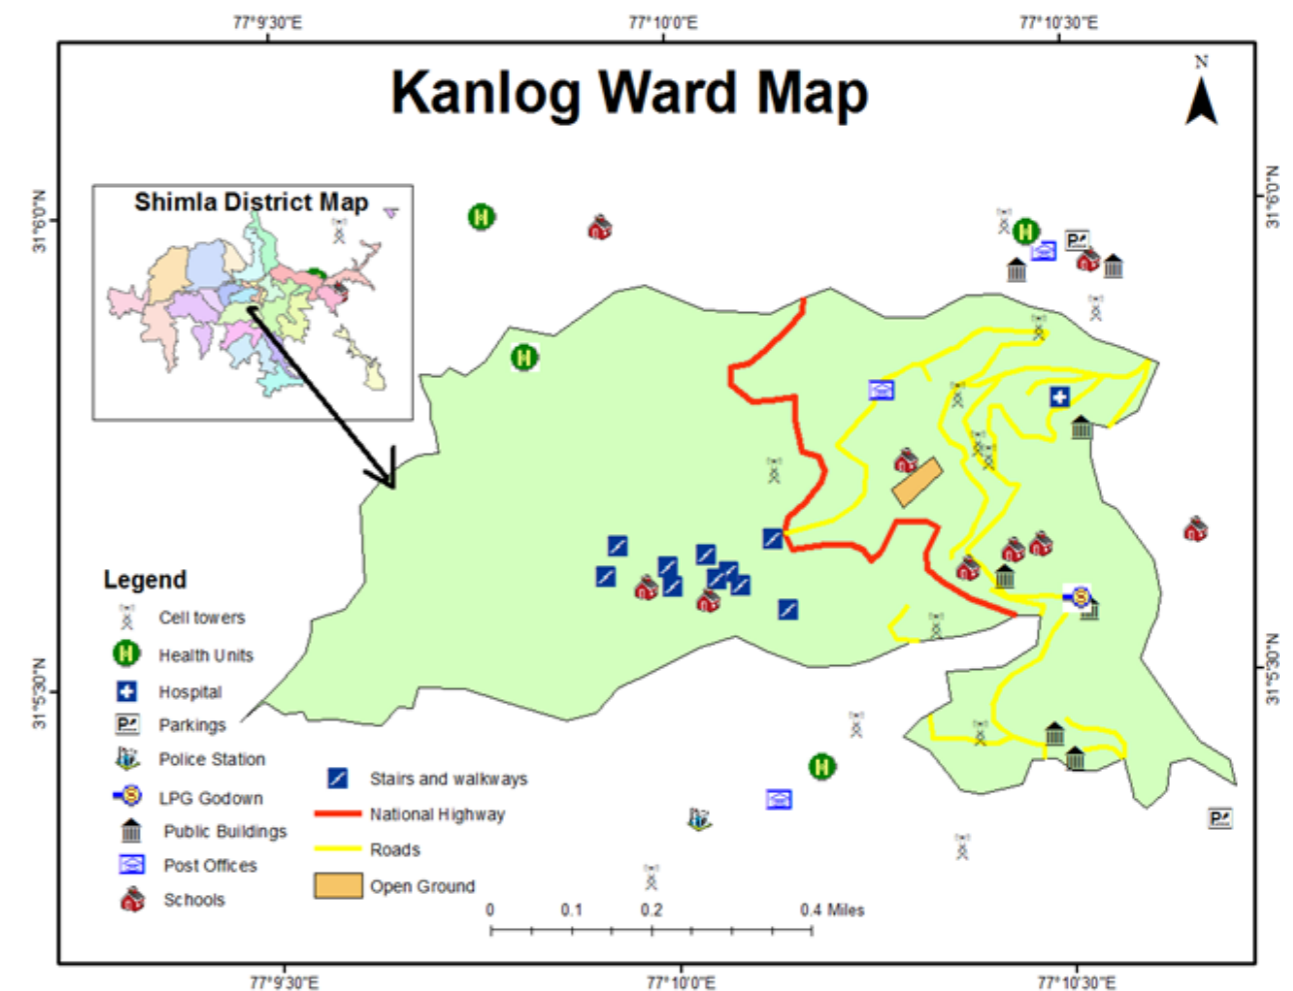 77°9'30"E 77°10'0"E 77°10'30"E
Kanlog Ward Map
N
Shimla District Map
31°6'0"N
31°6'0"N
31°5'30"N
31°5'30"N
Legend
Cell towers
Health Units
Hospital
Parkings
Police Station
LPG Godown
Public Buildings
Post Offices
Schools
Stairs and walkways
National Highway
Roads
Open Ground
0 0.1 0.2 0.4 Miles
77°9'30"E 77°10'0"E 77°10'30"E